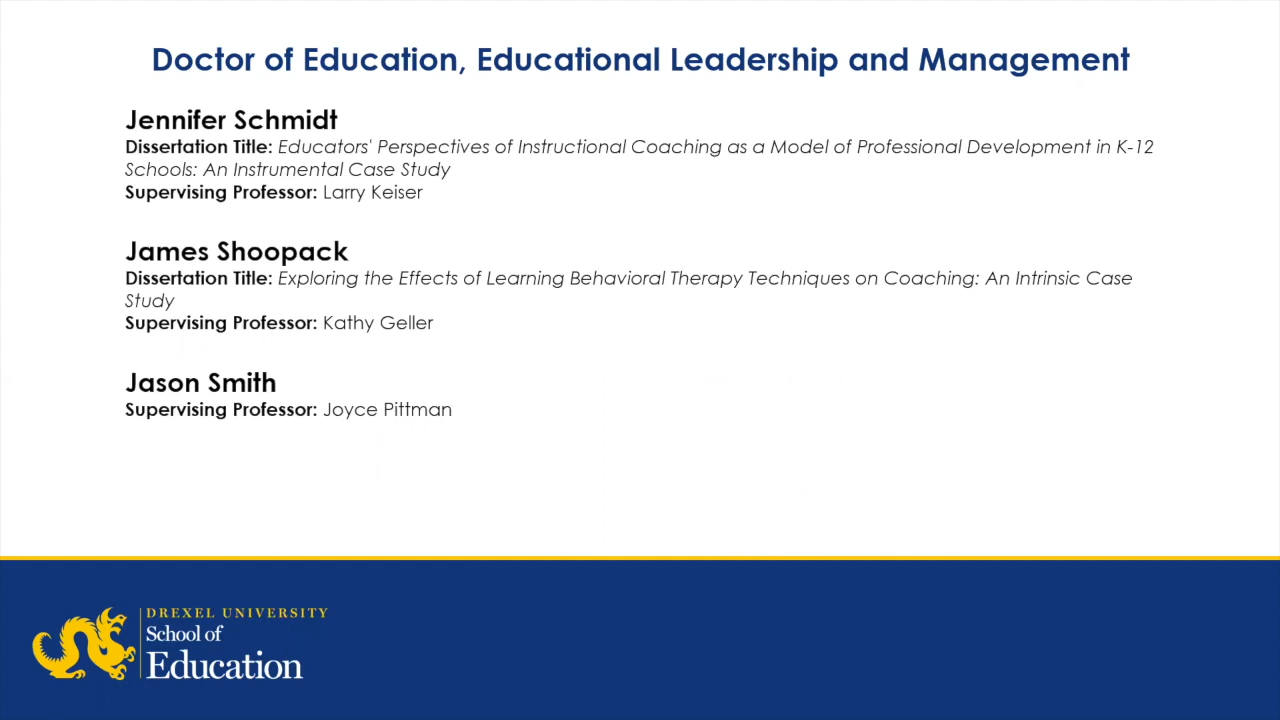 Doctor of Education, Educational Leadership and Management
Jennifer Schmidt
Dissertation Title: Educators' Perspectives of Instructional Coaching as a Model of Professional Development in K-12
Schools: An Instrumental Case Study
Supervising Professor: Larry Keiser
James Shoopack
Dissertation Title: Exploring the Effects of Learning Behavioral Therapy Techniques on Coaching: An Intrinsic Case
Study
Supervising Professor: Kathy Geller
Jason Smith
Supervising Professor: Joyce Pittman
DREXEL UNIVERSITY
School of
Education